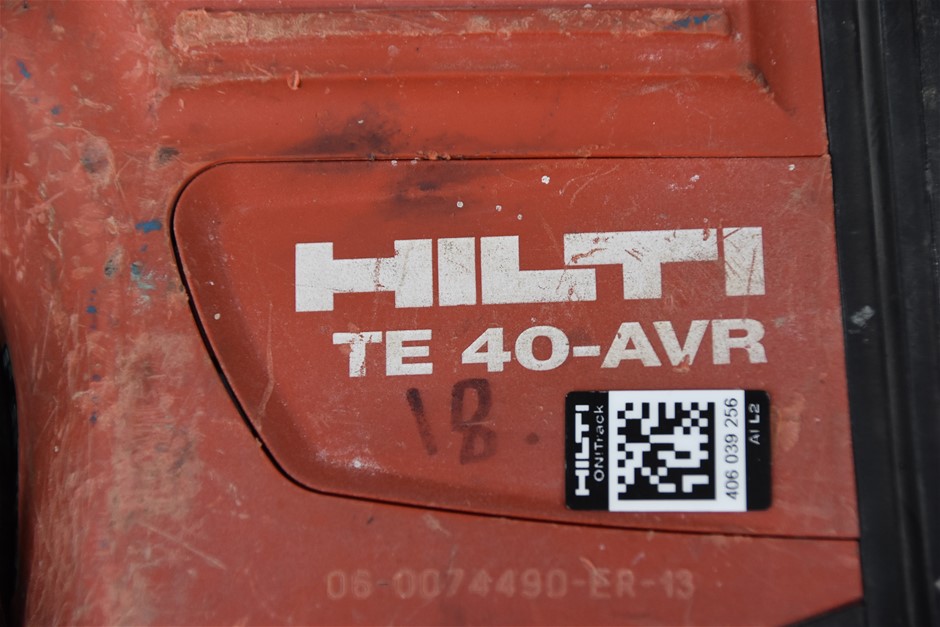 HILTI
TE 40-AVR
18.
HILTI
ON!Track
406 039 256
AI L2
06-0074490-ER-13